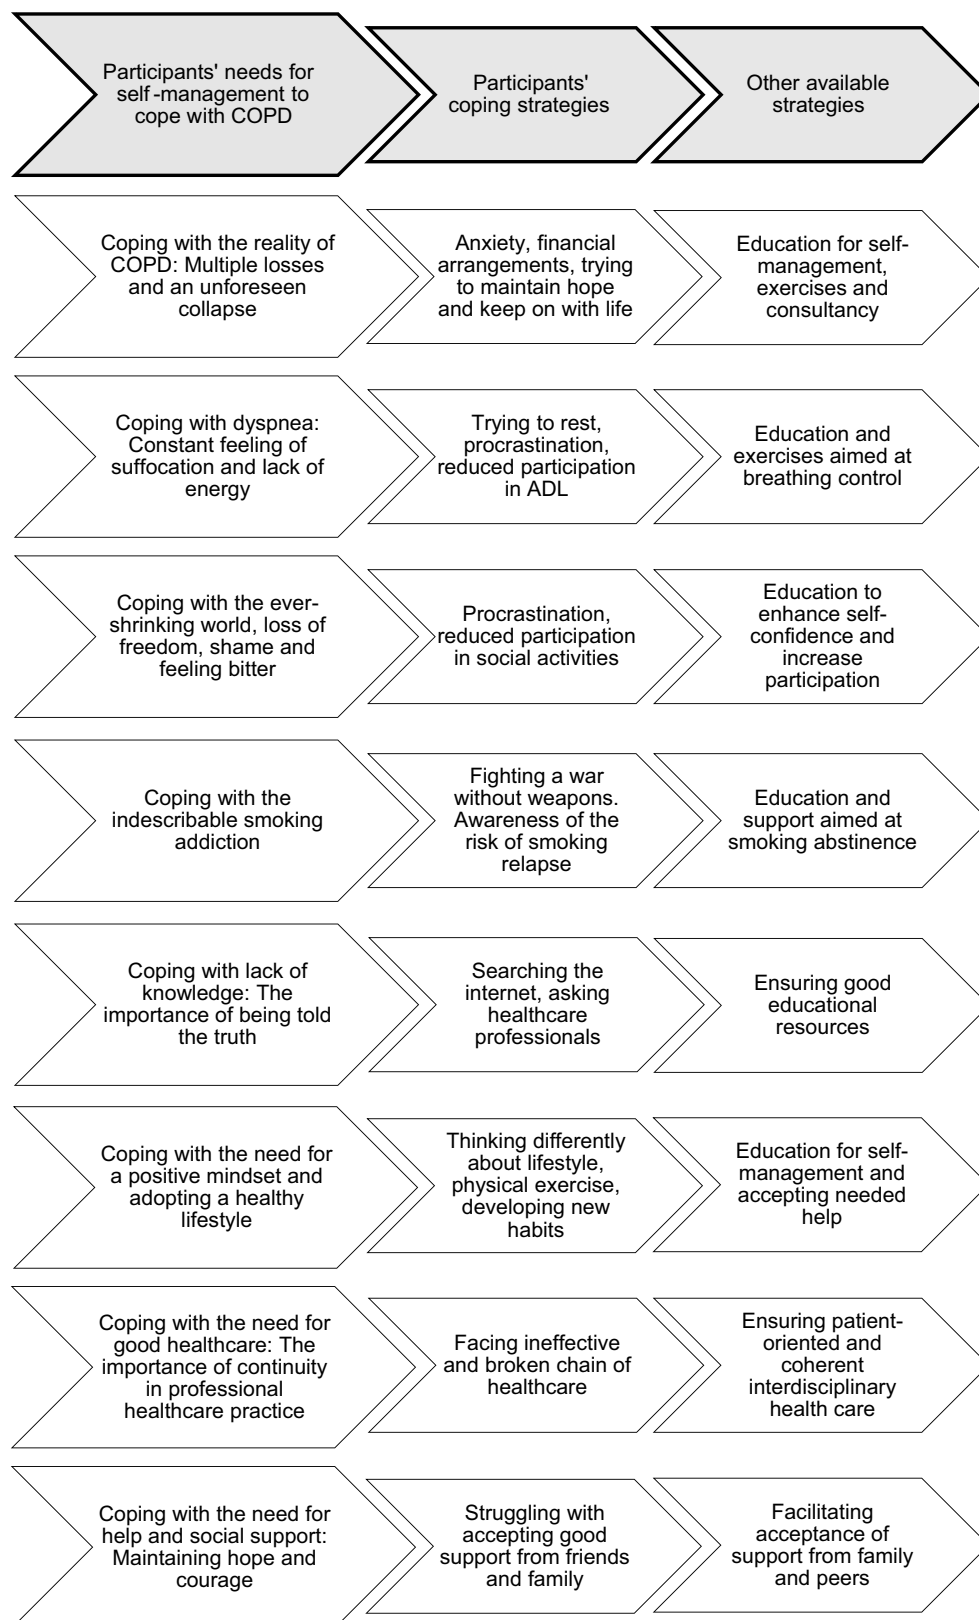 Participants' needs for
self-management to
cope with COPD
Participants'
coping strategies
Other available
strategies
Coping with the reality of
COPD: Multiple losses
and an unforeseen
collapse
Anxiety, financial
arrangements, trying
to maintain hope
and keep on with life
Education for self-
management,
exercises and
consultancy
Coping with dyspnea:
Constant feeling of
suffocation and lack of
energy
Trying to rest,
procrastination,
reduced participation
in ADL
Education and
exercises aimed at
breathing control
Coping with the ever-
shrinking world, loss of
freedom, shame and
feeling bitter
Procrastination,
reduced participation
in social activities
Education to
enhance self-
confidence and
increase
participation
Coping with the
indescribable smoking
addiction
Fighting a war
without weapons.
Awareness of the
risk of smoking
relapse
Education and
support aimed at
smoking abstinence
Coping with lack of
knowledge: The
importance of being told
the truth
Searching the
internet, asking
healthcare
professionals
Ensuring good
educational
resources
Coping with the need for
a positive mindset and
adopting a healthy
lifestyle
Thinking differently
about lifestyle,
physical exercise,
developing new
habits
Education for self-
management and
accepting needed
help
Coping with the need for
good healthcare: The
importance of continuity
in professional
healthcare practice
Facing ineffective
and broken chain of
healthcare
Ensuring patient-
oriented and
coherent
interdisciplinary
health care
Coping with the need for
help and social support:
Maintaining hope and
courage
Struggling with
accepting good
support from friends
and family
Facilitating
acceptance of
support from family
and peers